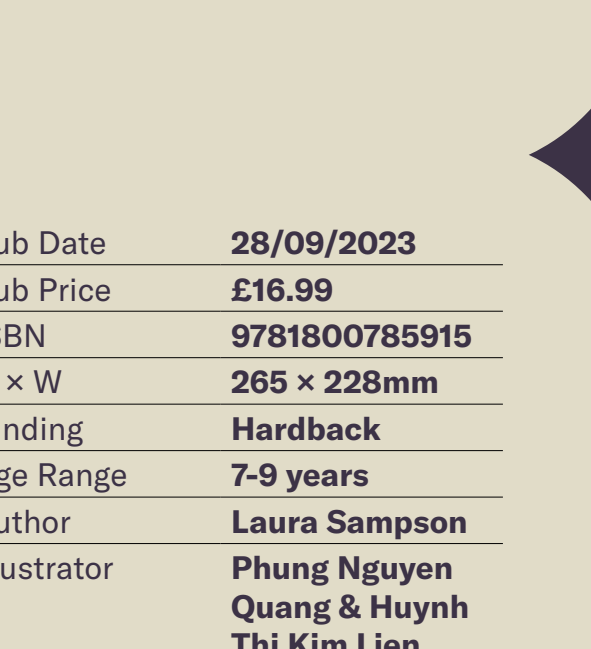 ub Date 28/09/2023
ub Price £16.99
BN 9781800785915
× W 265 × 228mm
nding Hardback
ge Range 7-9 years
uthor Laura Sampson
ustrator Phung Nguyen
Quang & Huynh
Thi Kim Lien